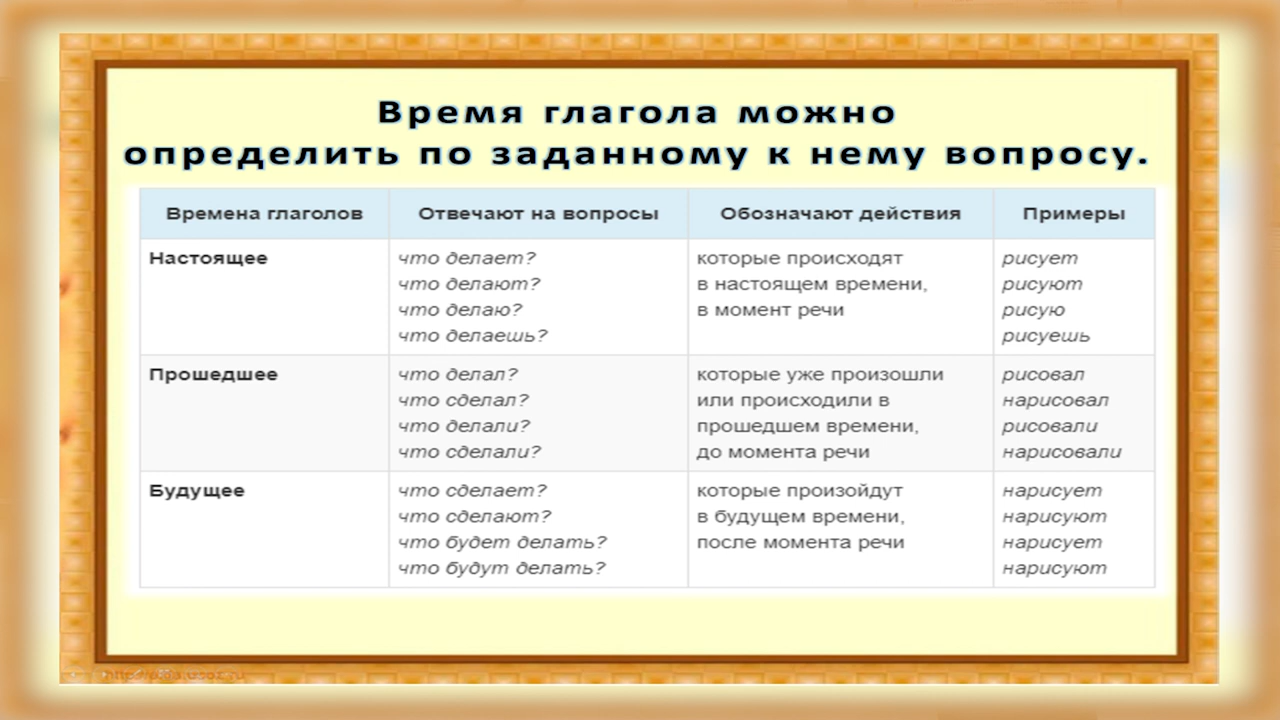 Время глагола можно
определить по заданному к нему вопросу.
Времена глаголов Отвечают на вопросы Обозначают действия Примеры
Настоящее что делает? которые происходят рисует
что делают? в настоящем времени, рисуют
что делаю? в момент речи рисую
что делаешь? рисуешь
Прошедшее что делал? которые уже произошли рисовал
что сделал? или происходили в нарисовал
что делали? прошедшем времени, рисовали
что сделали? до момента речи нарисовали
Будущее что сделает? которые произойдут нарисует
что сделают? в будущем времени, нарисуют
что будет делать? после момента речи нарисует
что будут делать? нарисуют